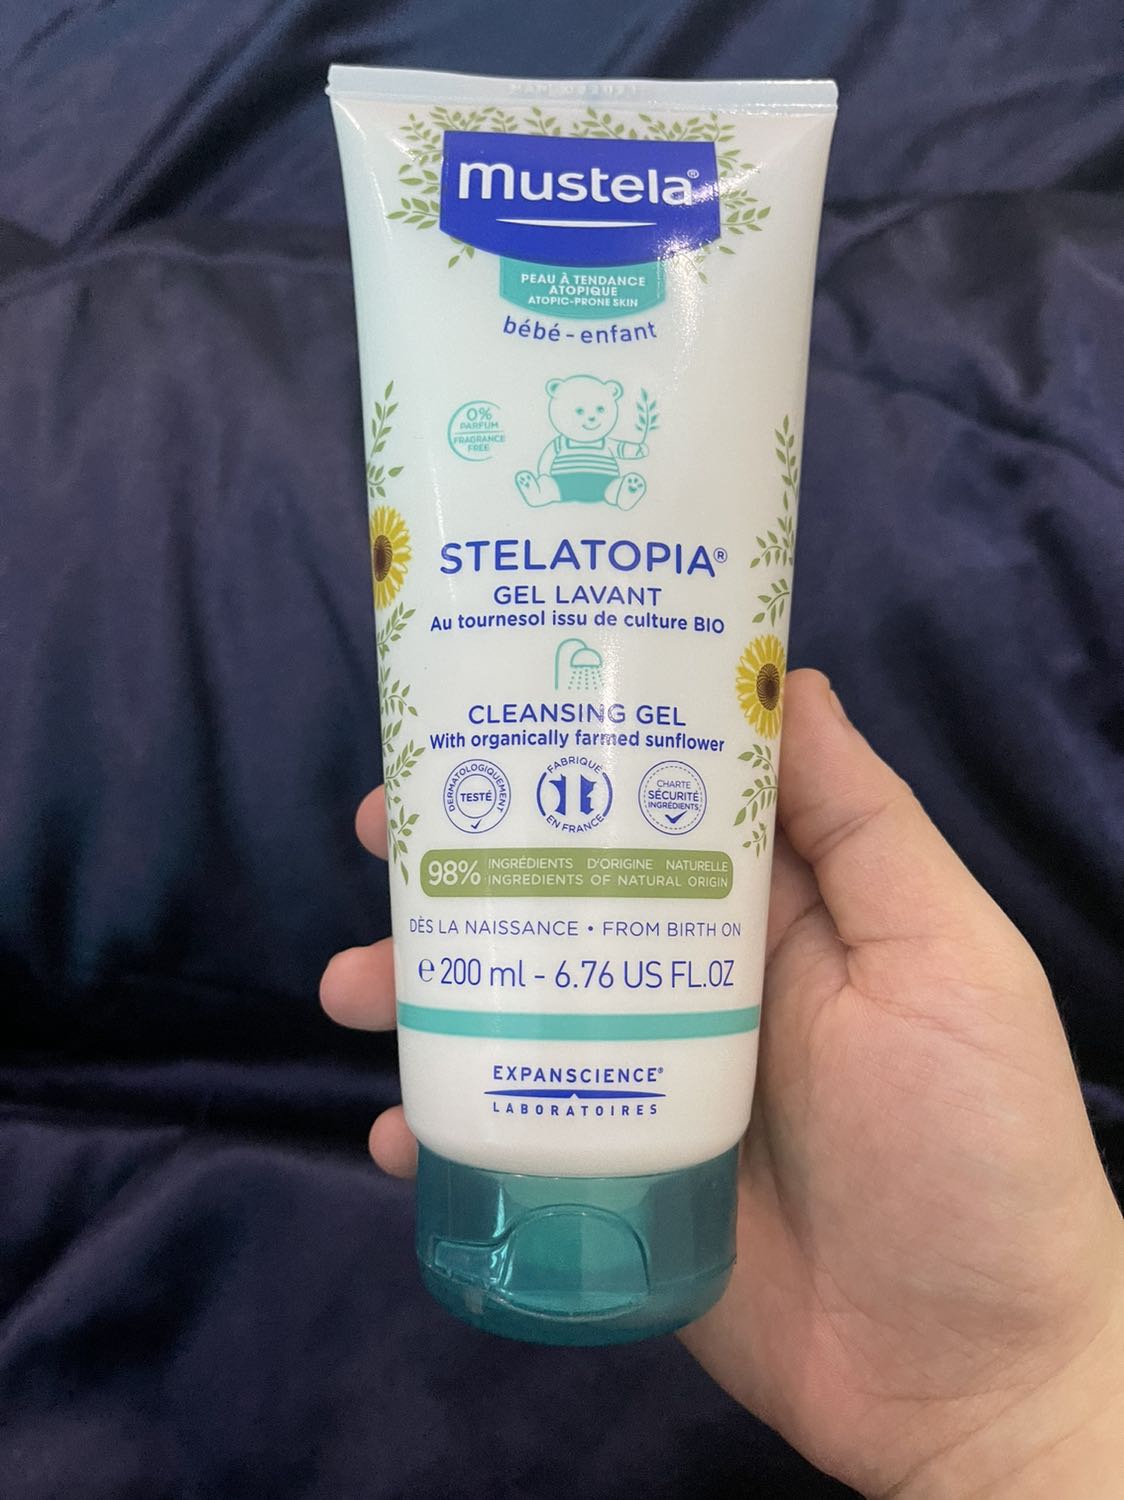 mustela®
PEAU À TENDANCE
ATOPIQUE
ATOPIC-PRONE SKIN
bébé - enfant
0%
PARFUM
FRAGRANCE
FREE
STELATOPIA®
GEL LAVANT
Au tournesol issu de culture BIO
CLEANSING GEL
With organically farmed sunflower
DERMATOLOGIQUEMENT
TESTÉ
FABRIQUÉ
EN FRANCE
CHARTE
SÉCURITÉ
INGRÉDIENTS
98% INGRÉDIENTS D'ORIGINE NATURELLE
INGREDIENTS OF NATURAL ORIGIN
DÈS LA NAISSANCE • FROM BIRTH ON
℮ 200 ml - 6.76 US FL.OZ
EXPANSCIENCE®
LABORATOIRES